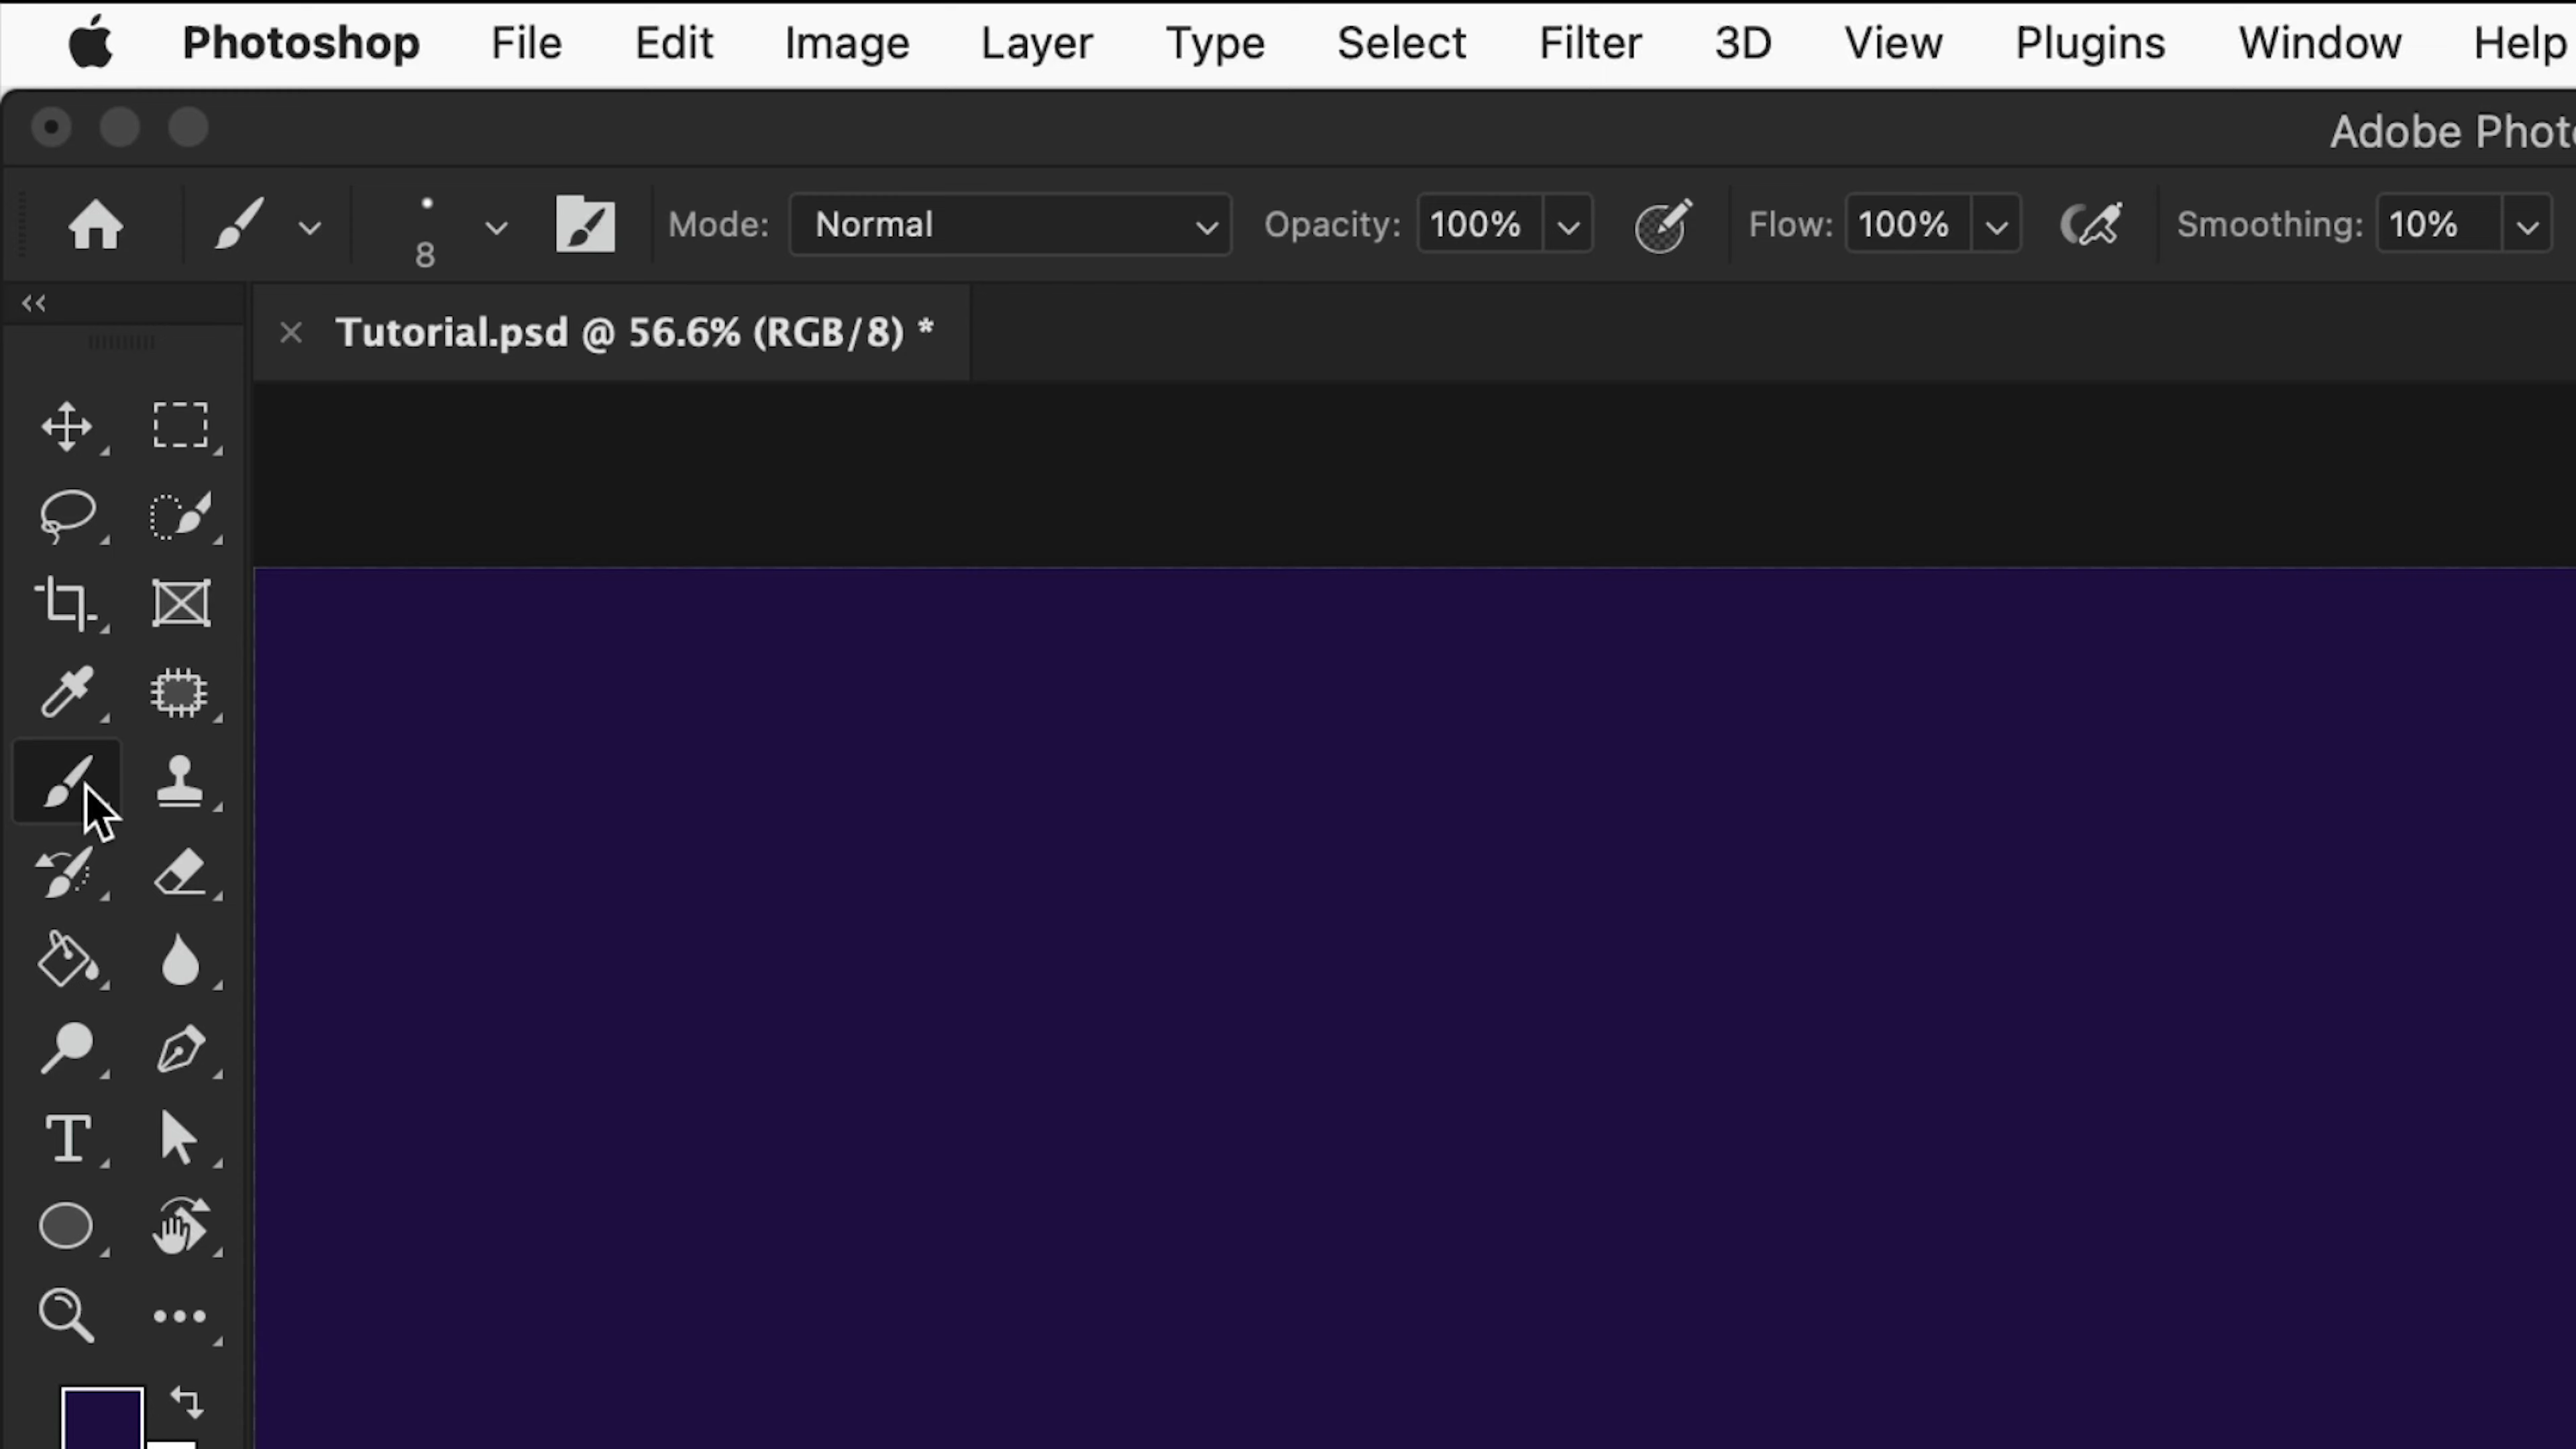 Photoshop File Edit Image Layer Type Select Filter 3D View Plugins Window Help
Adobe
8 Mode: Normal Opacity: 100% Flow: 100% Smoothing: 10%
Tutorial.psd @ 56.6% (RGB/8) *